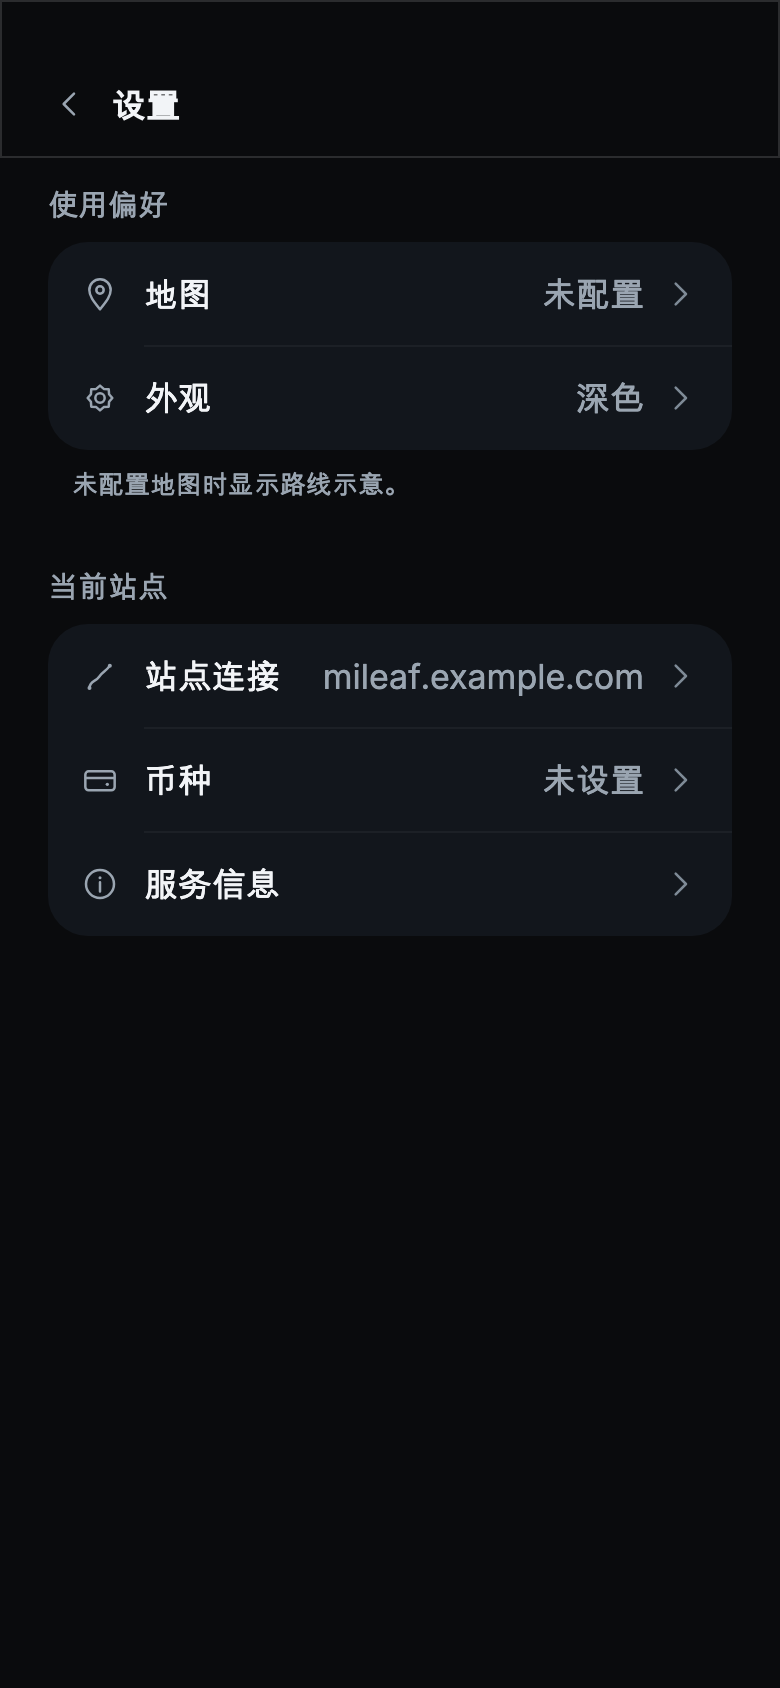 设置
使用偏好
地图 未配置
外观 深色
未配置地图时显示路线示意。
当前站点
站点连接 mileaf.example.com
币种 未设置
服务信息